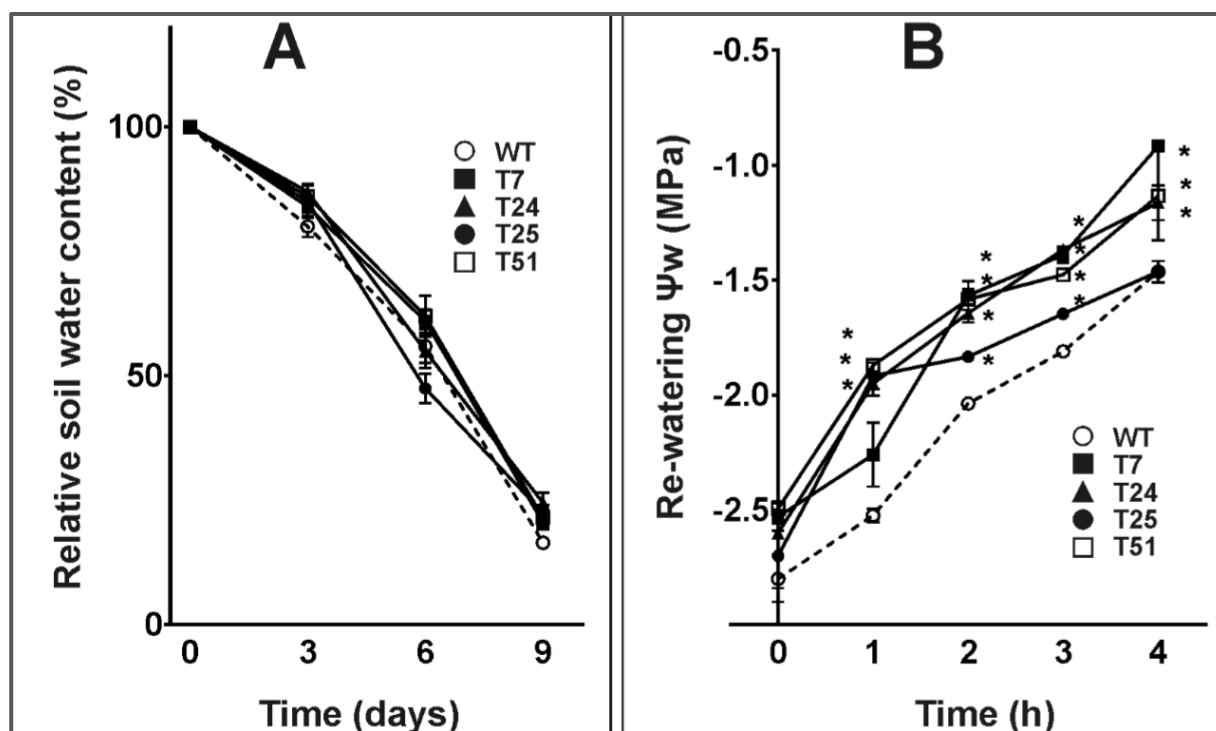 A
Relative soil water content (%)
100
50
0
WT
T7
T24
T25
T51
0 3 6 9
Time (days)
B
Re-watering Ψw (MPa)
-0.5
-1.0
-1.5
-2.0
-2.5
* * *
* * * *
* * * *
* * *
WT
T7
T24
T25
T51
0 1 2 3 4
Time (h)